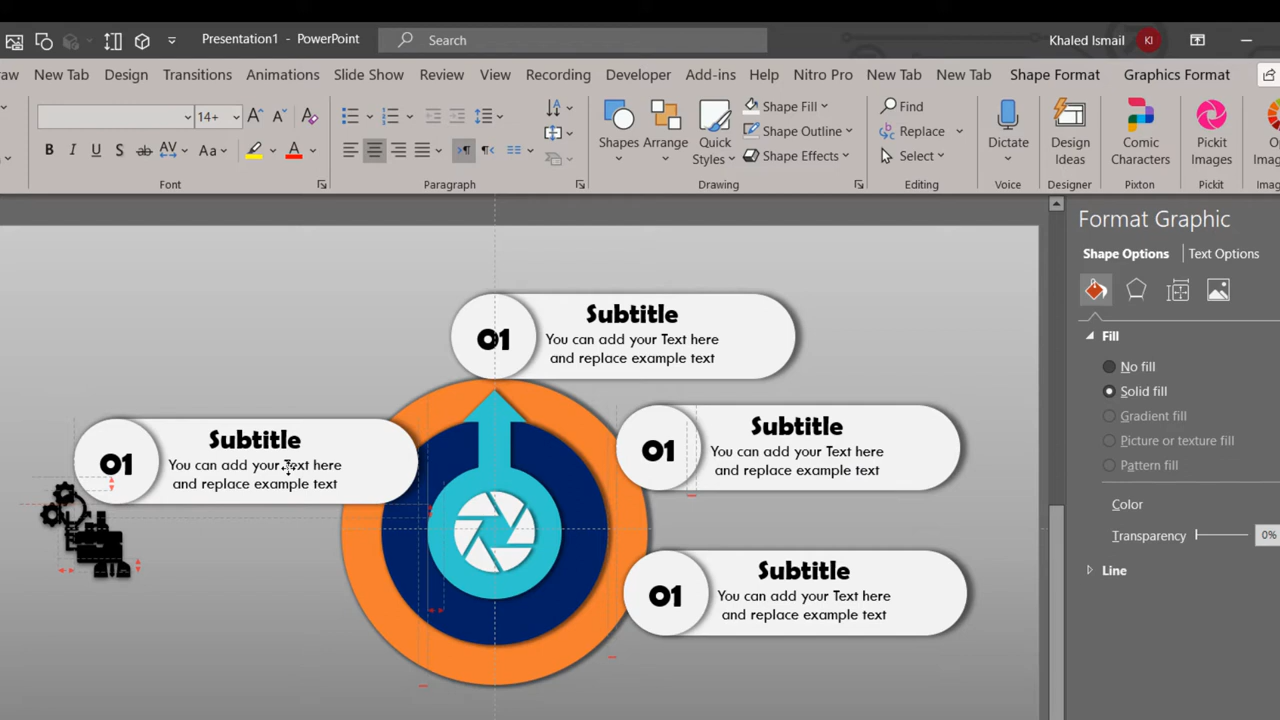 Presentation1 - PowerPoint
Search
Khaled Ismail
KI
raw
New Tab
Design
Transitions
Animations
Slide Show
Review
View
Recording
Developer
Add-ins
Help
Nitro Pro
New Tab
New Tab
Shape Format
Graphics Format
14+
Shape Fill
Shape Outline
Shape Effects
Find
Replace
Select
Shapes
Arrange
Quick
Styles
Dictate
Design
Ideas
Comic
Characters
Pickit
Images
B I U S ab AV Aa A
Font
Paragraph
Drawing
Editing
Voice
Designer
Pixton
Pickit
Format Graphic
Shape Options
Text Options
Fill
No fill
Solid fill
Gradient fill
Picture or texture fill
Pattern fill
Color
Transparency
0%
Line
01
Subtitle
You can add your Text here
and replace example text
01
Subtitle
You can add your Text here
and replace example text
01
Subtitle
You can add your Text here
and replace example text
01
Subtitle
You can add your Text here
and replace example text